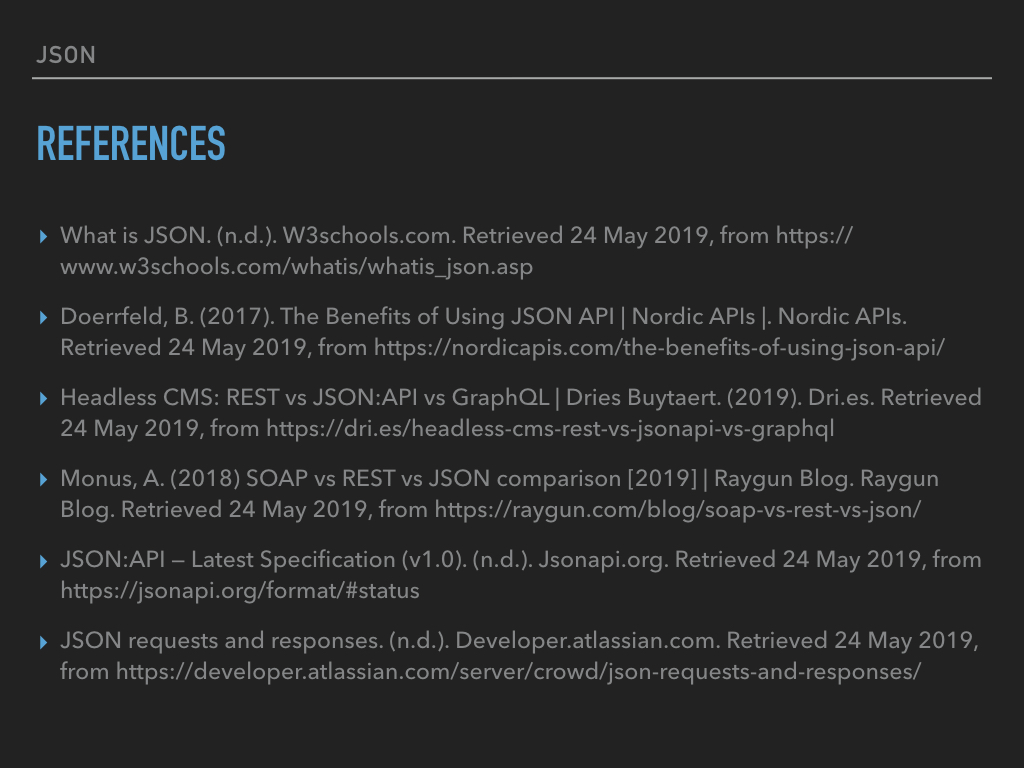 JSON
REFERENCES
▸ What is JSON. (n.d.). W3schools.com. Retrieved 24 May 2019, from https://
www.w3schools.com/whatis/whatis_json.asp
▸ Doerrfeld, B. (2017). The Benefits of Using JSON API | Nordic APIs |. Nordic APIs.
Retrieved 24 May 2019, from https://nordicapis.com/the-benefits-of-using-json-api/
▸ Headless CMS: REST vs JSON:API vs GraphQL | Dries Buytaert. (2019). Dri.es. Retrieved
24 May 2019, from https://dri.es/headless-cms-rest-vs-jsonapi-vs-graphql
▸ Monus, A. (2018) SOAP vs REST vs JSON comparison [2019] | Raygun Blog. Raygun
Blog. Retrieved 24 May 2019, from https://raygun.com/blog/soap-vs-rest-vs-json/
▸ JSON:API — Latest Specification (v1.0). (n.d.). Jsonapi.org. Retrieved 24 May 2019, from
https://jsonapi.org/format/#status
▸ JSON requests and responses. (n.d.). Developer.atlassian.com. Retrieved 24 May 2019,
from https://developer.atlassian.com/server/crowd/json-requests-and-responses/